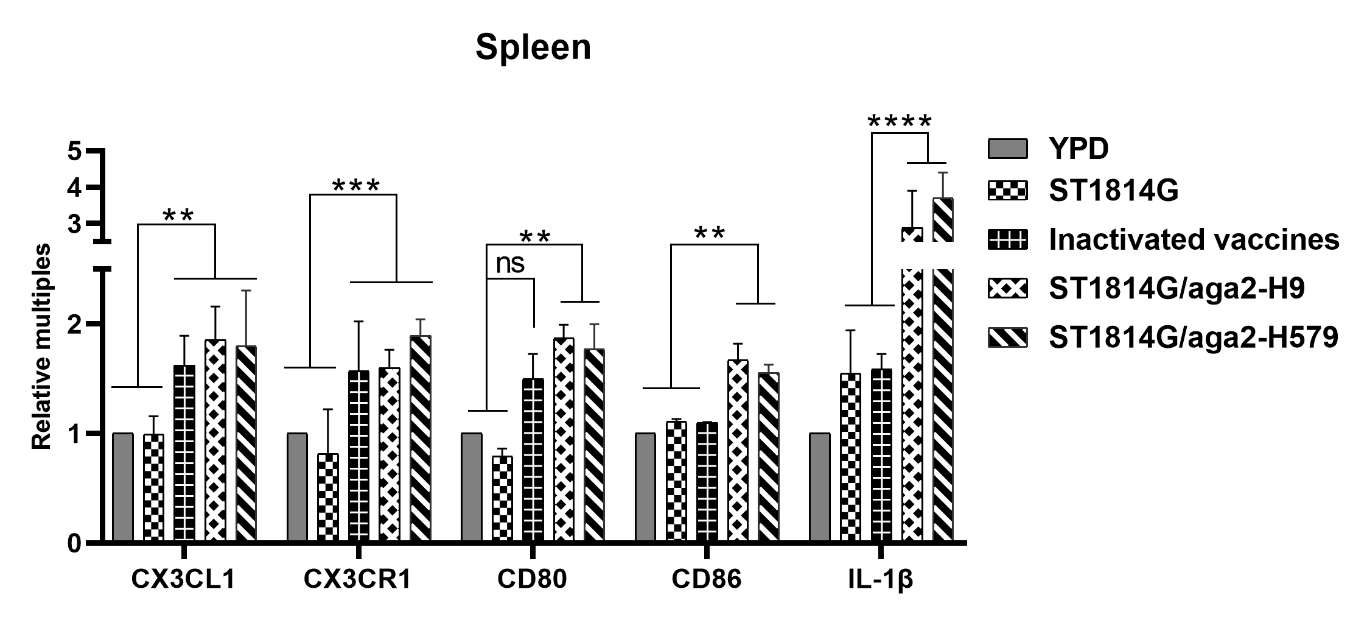 Spleen
Relative multiples
5
4
3
2
1
0
**
***
**
ns
**
****
CX3CL1
CX3CR1
CD80
CD86
IL-1β
YPD
ST1814G
Inactivated vaccines
ST1814G/aga2-H9
ST1814G/aga2-H579